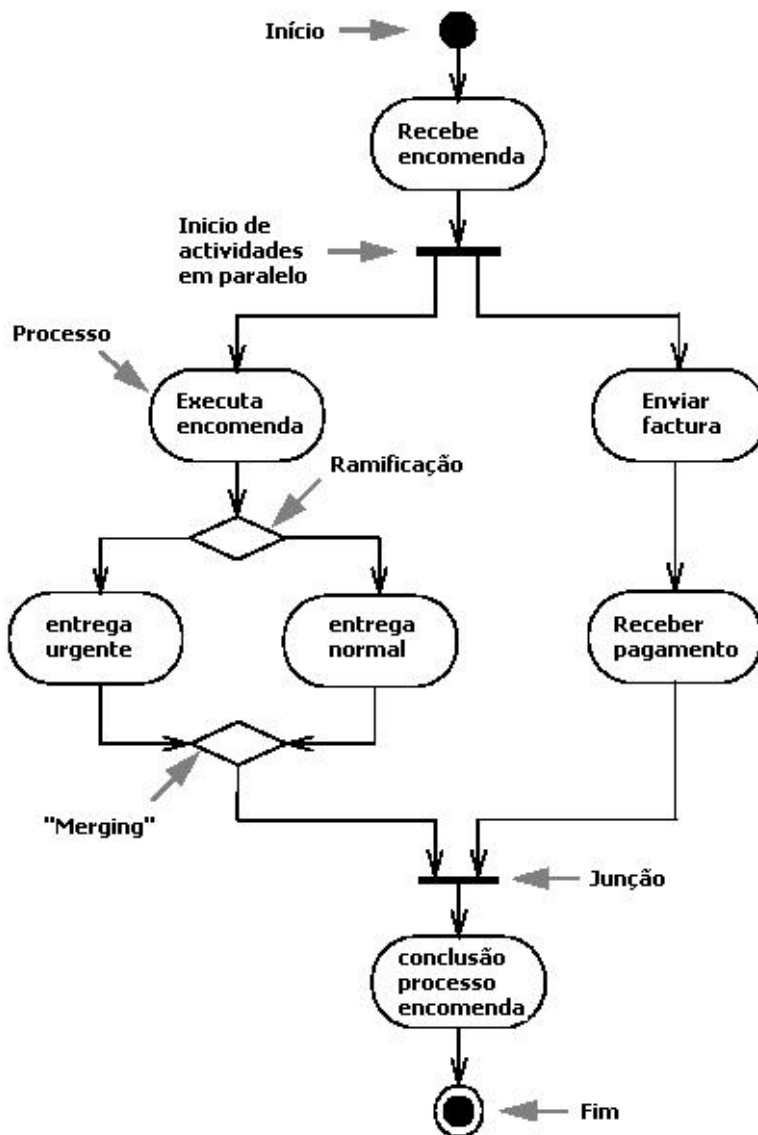 Início
Recebe
encomenda
Inicio de
actividades
em paralelo
Processo
Executa
encomenda
Enviar
factura
Ramificação
entrega
urgente
entrega
normal
Receber
pagamento
"Merging"
Junção
conclusão
processo
encomenda
Fim